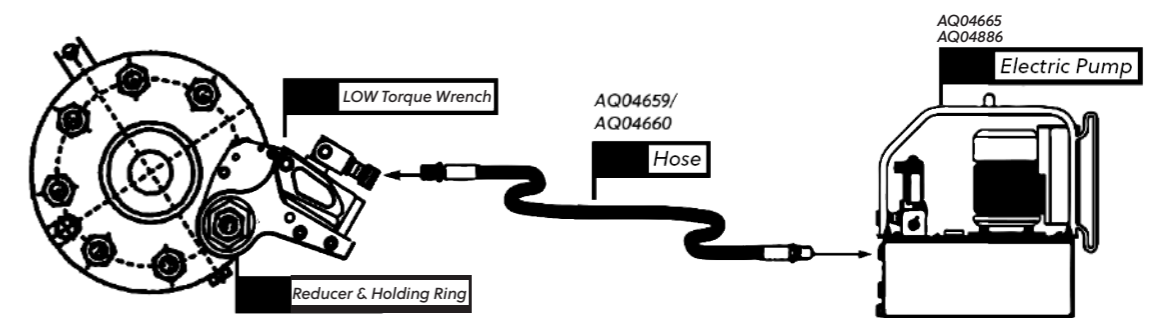 AQ04665
AQ04886
Electric Pump
LOW Torque Wrench
AQ04659/
AQ04660
Hose
Reducer & Holding Ring